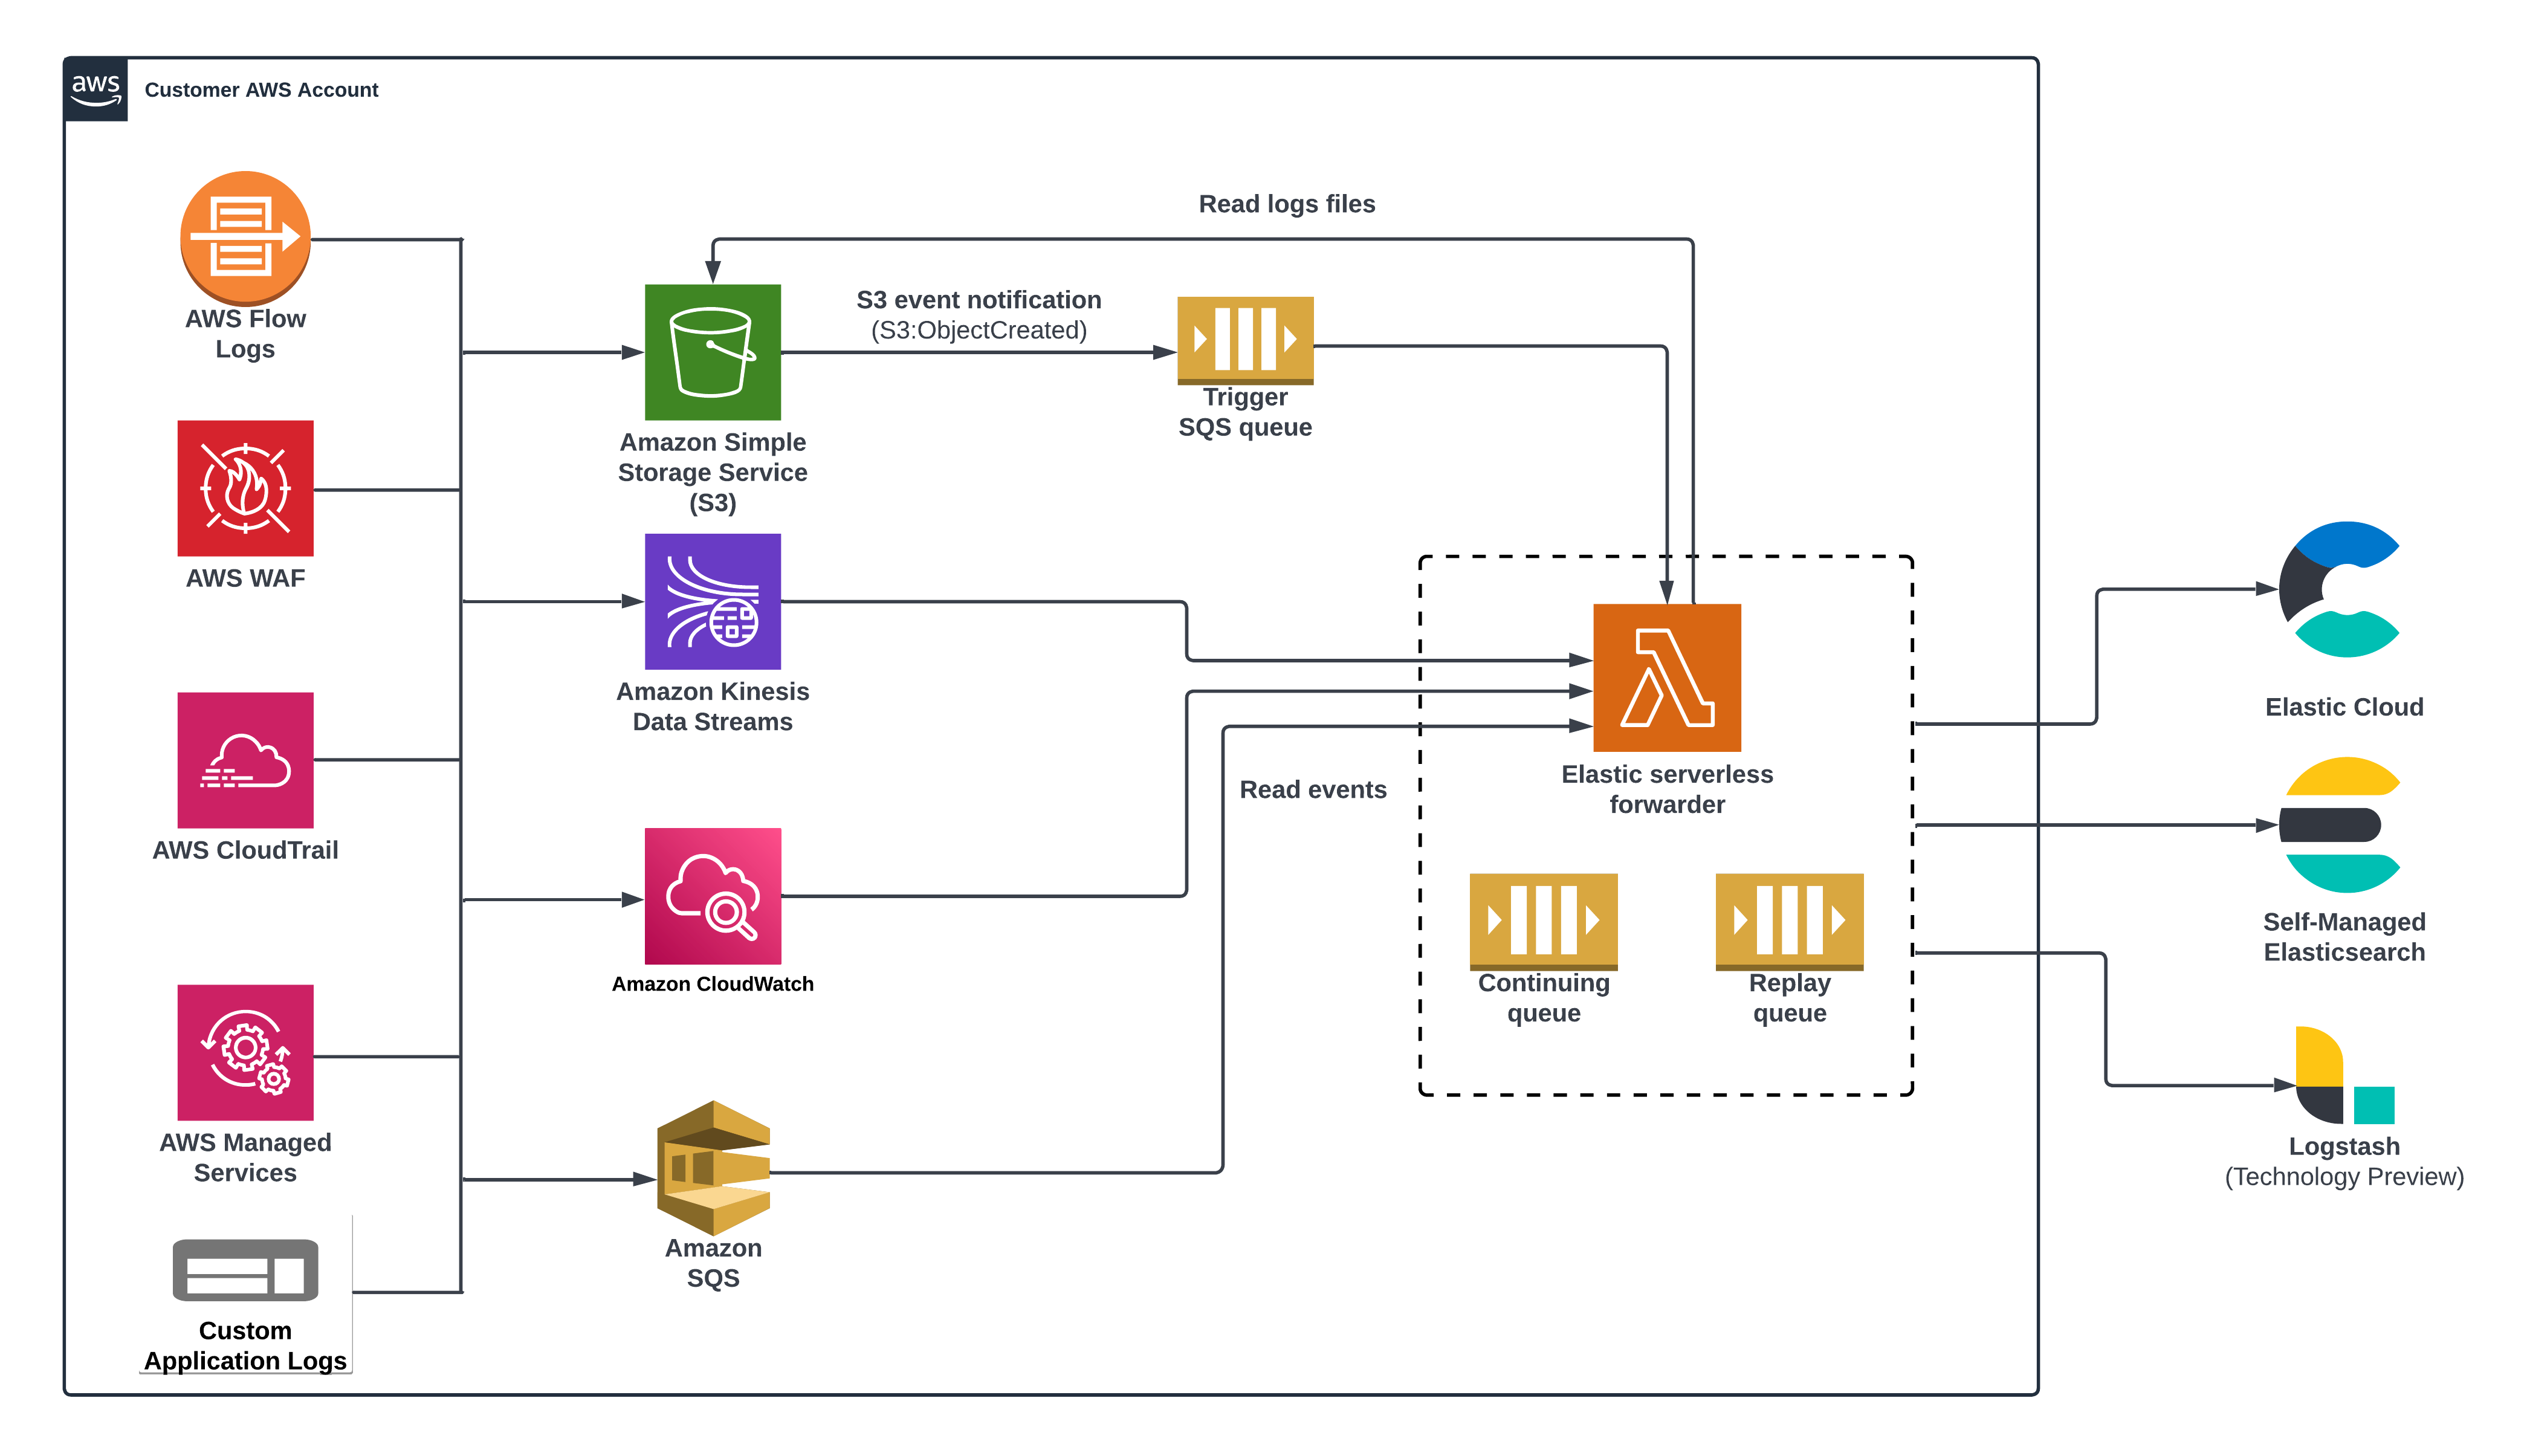 aws
Customer AWS Account
Read logs files
S3 event notification
(S3:ObjectCreated)
AWS Flow
Logs
Trigger
SQS queue
Amazon Simple
Storage Service
(S3)
AWS WAF
Amazon Kinesis
Data Streams
Elastic Cloud
Elastic serverless
forwarder
Read events
AWS CloudTrail
Self-Managed
Elasticsearch
Amazon CloudWatch
Continuing
queue
Replay
queue
AWS Managed
Services
Logstash
(Technology Preview)
Amazon
SQS
Custom
Application Logs